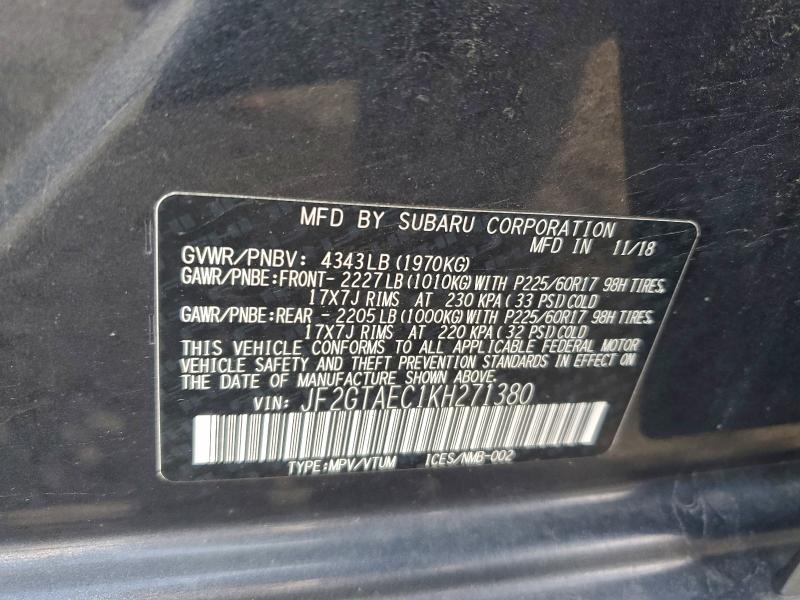 MFD BY SUBARU CORPORATION
MFD IN 11/18
GVWR/PNBV: 4343LB (1970KG)
GAWR/PNBE:FRONT- 2227LB (1010KG) WITH P225/60R17 98H TIRES,
17X7J RIMS AT 230 KPA (33 PSI) COLD
GAWR/PNBE:REAR - 2205LB (1000KG) WITH P225/60R17 98H TIRES,
17X7J RIMS AT 220 KPA (32 PSI) COLD
THIS VEHICLE CONFORMS TO ALL APPLICABLE FEDERAL MOTOR
VEHICLE SAFETY AND THEFT PREVENTION STANDARDS IN EFFECT ON
THE DATE OF MANUFACTURE SHOWN ABOVE.
VIN: JF2GTAEC1KH271380
TYPE:MPV/VTUM ICES/NMB-002